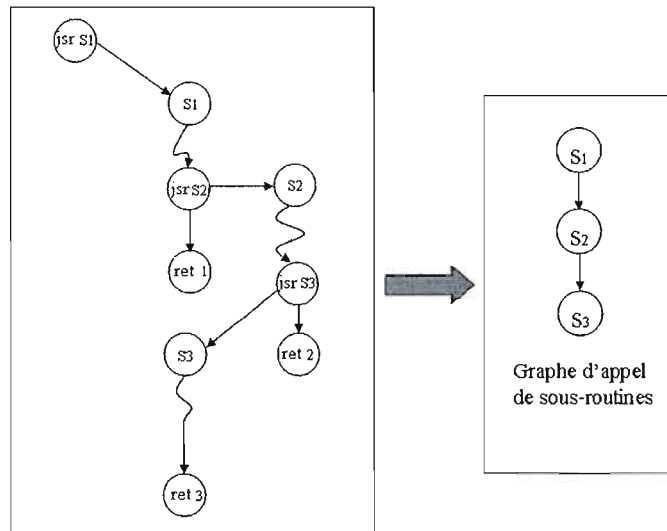 jsr S1
S1
jsr S2
S2
ret 1
jsr S3
S3
ret 2
ret 3
S1
S2
S3
Graphe d'appel
de sous-routines